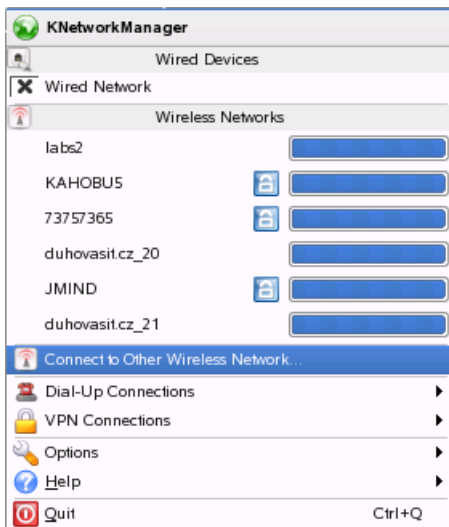 KNetworkManager
Wired Devices
Wired Network
Wireless Networks
labs2
KAHOBU5
73757365
duhovasit.cz_20
JMIND
duhovasit.cz_21
Connect to Other Wireless Network...
Dial-Up Connections
VPN Connections
Options
Help
Quit Ctrl+Q